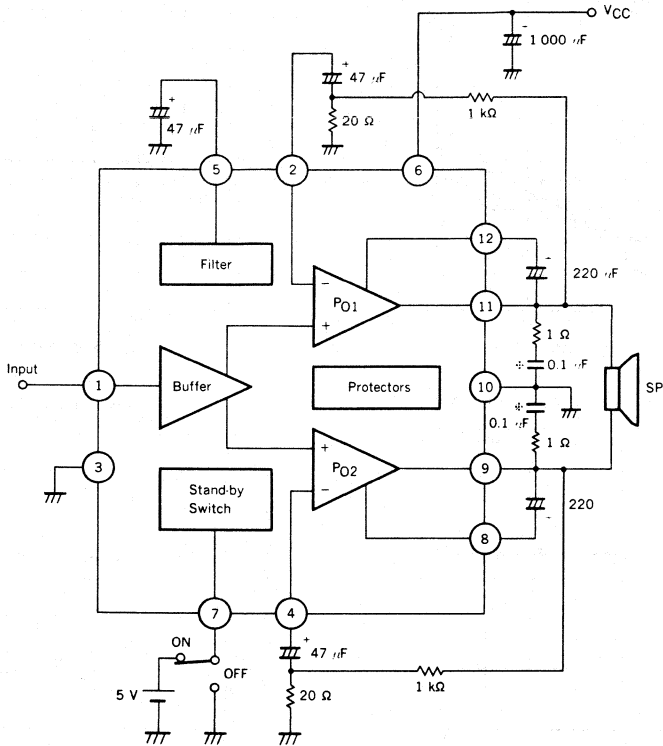 VCC
1 000 μF
47 μF
20 Ω
1 kΩ
47 μF
5
2
6
12
Filter
220 μF
PO1
11
1 Ω
Input
1
Buffer
Protectors
10
0.1 μF
SP
0.1 μF
1 Ω
3
PO2
9
Stand-by
Switch
220
8
7
4
ON
OFF
5 V
47 μF
1 kΩ
20 Ω